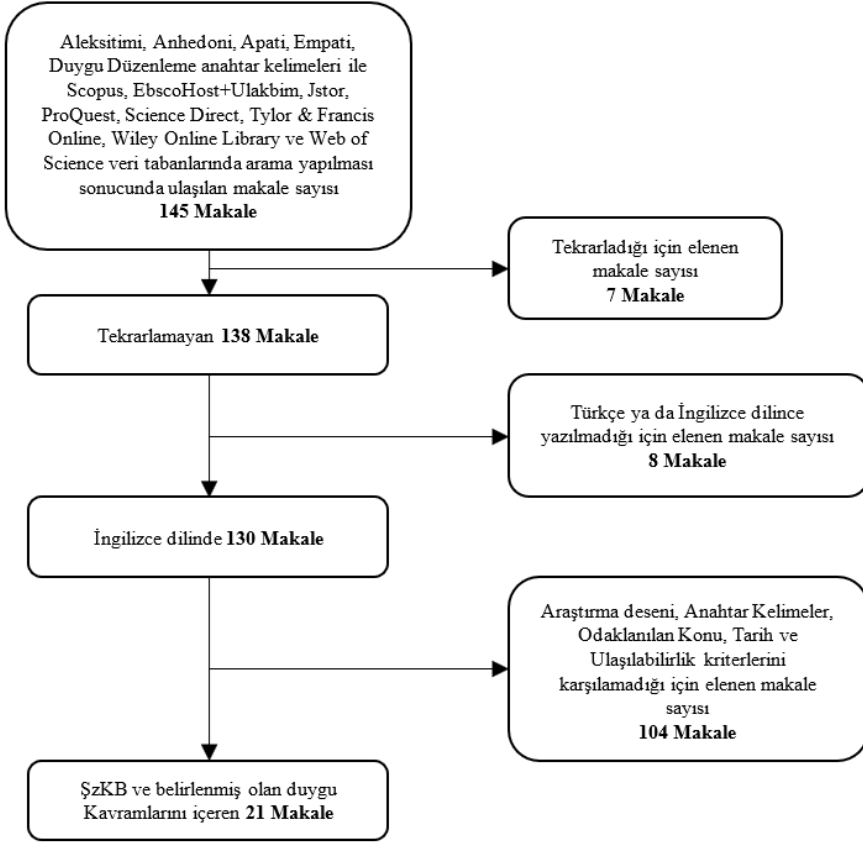 Aleksitimi, Anhedoni, Apati, Empati,
Duygu Düzenleme anahtar kelimeleri ile
Scopus, EbscoHost+Ulakbim, Jstor,
ProQuest, Science Direct, Tylor & Francis
Online, Wiley Online Library ve Web of
Science veri tabanlarında arama yapılması
sonucunda ulaşılan makale sayısı
145 Makale
Tekrarladığı için elenen
makale sayısı
7 Makale
Tekrarlamayan 138 Makale
Türkçe ya da İngilizce dilince
yazılmadığı için elenen makale sayısı
8 Makale
İngilizce dilinde 130 Makale
Araştırma deseni, Anahtar Kelimeler,
Odaklanılan Konu, Tarih ve
Ulaşılabilirlik kriterlerini
karşılamadığı için elenen makale
sayısı
104 Makale
ŞzKB ve belirlenmiş olan duygu
Kavramlarını içeren 21 Makale